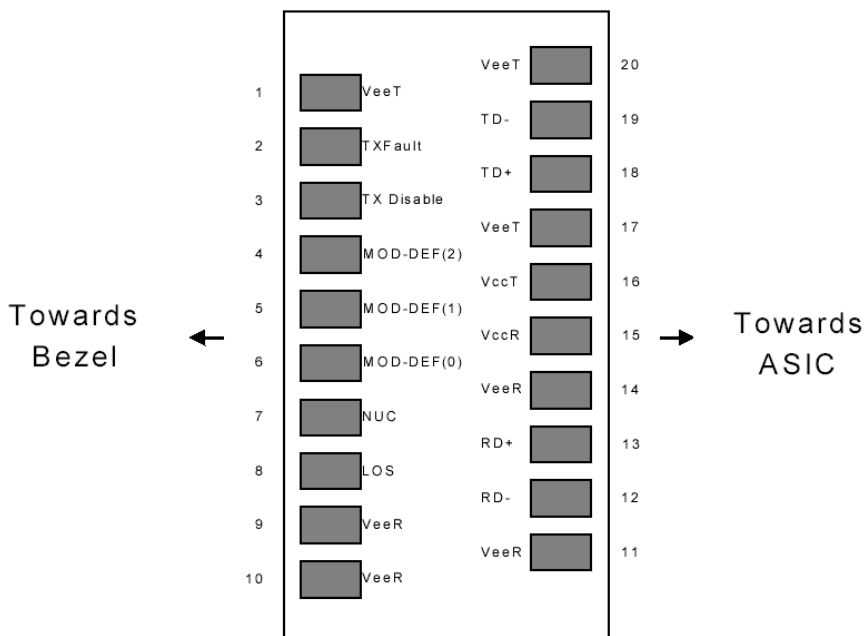 VeeT 20
1 VeeT
TD- 19
2 TXFault
TD+ 18
3 TX Disable
VeeT 17
4 MOD-DEF(2)
VccT 16
5 MOD-DEF(1)
Towards
Bezel
VccR 15
Towards
ASIC
6 MOD-DEF(0)
VeeR 14
7 NUC
RD+ 13
8 LOS
RD- 12
9 VeeR
VeeR 11
10 VeeR